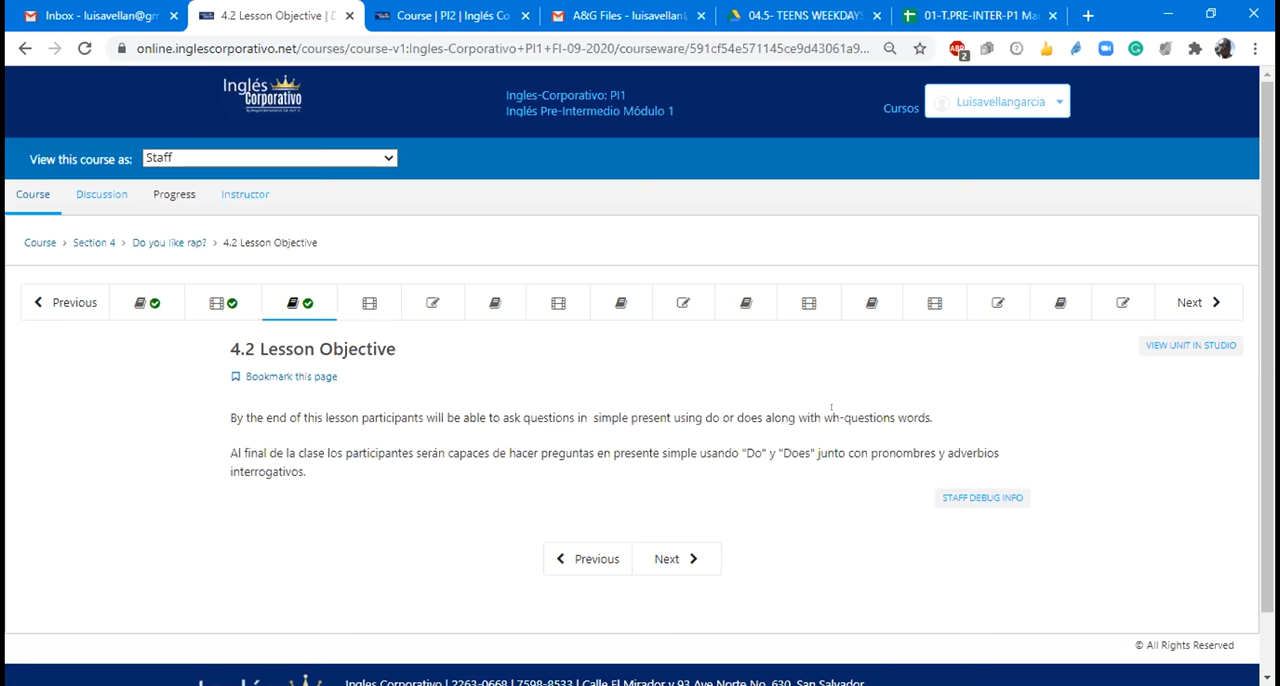 Inbox - luisavellan@gm
4.2 Lesson Objective | D
Course | PI2 | Inglés Co
A&G Files - luisavellan
04.5- TEENS WEEKDAYS
01-T.PRE-INTER-P1 Ma
online.inglescorporativo.net/courses/course-v1:Ingles-Corporativo+PI1+FI-09-2020/courseware/591cf54e571145ce9d43061a9...
ABP
2
Inglés
Corporativo
Ingles-Corporativo: PI1
Inglés Pre-Intermedio Módulo 1
Cursos
Luisavellangarcia
View this course as:
Staff
Course
Discussion
Progress
Instructor
Course > Section 4 > Do you like rap? > 4.2 Lesson Objective
Previous
Next
4.2 Lesson Objective
VIEW UNIT IN STUDIO
Bookmark this page
By the end of this lesson participants will be able to ask questions in simple present using do or does along with wh-questions words.
Al final de la clase los participantes serán capaces de hacer preguntas en presente simple usando "Do" y "Does" junto con pronombres y adverbios
interrogativos.
STAFF DEBUG INFO
Previous
Next
© All Rights Reserved
Inglés
Ingles Corporativo | 2263-0668 | 7598-8533 | Calle El Mirador y 93 Ave Norte No. 630, San Salvador